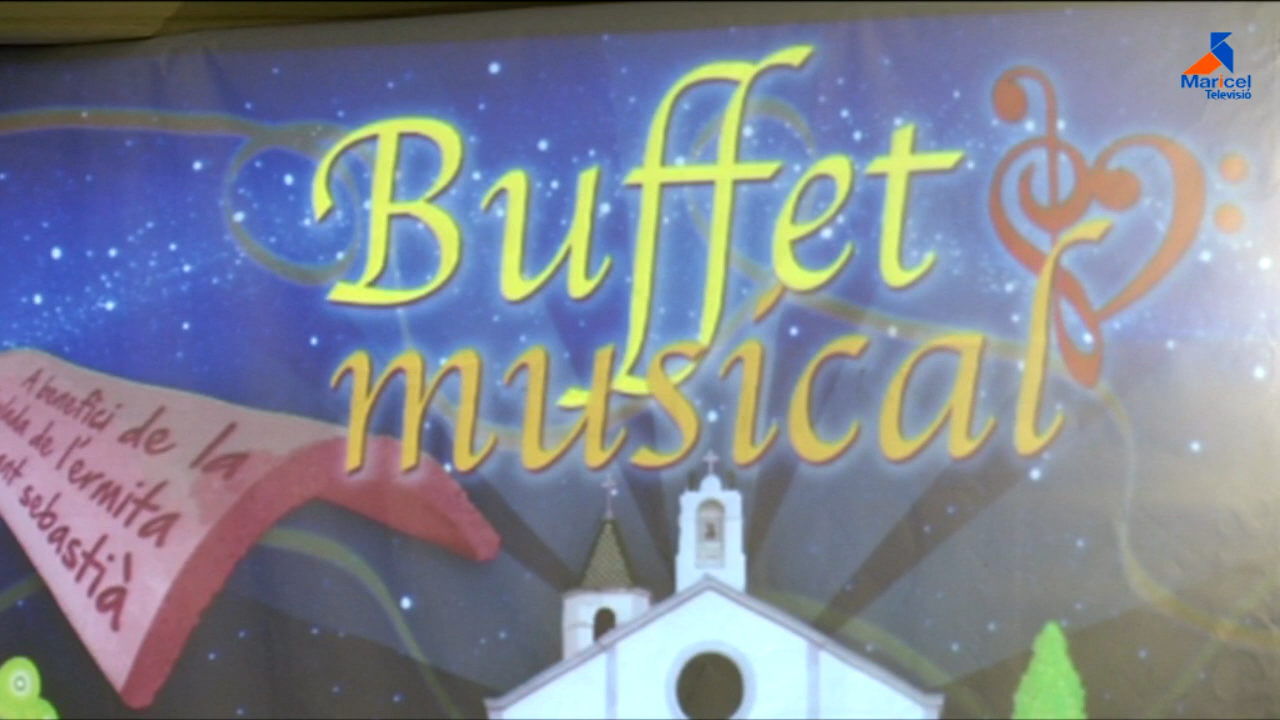 Maricel
Televisió
Buffet
musical
A benefici de la
de l'ermita
sebastià